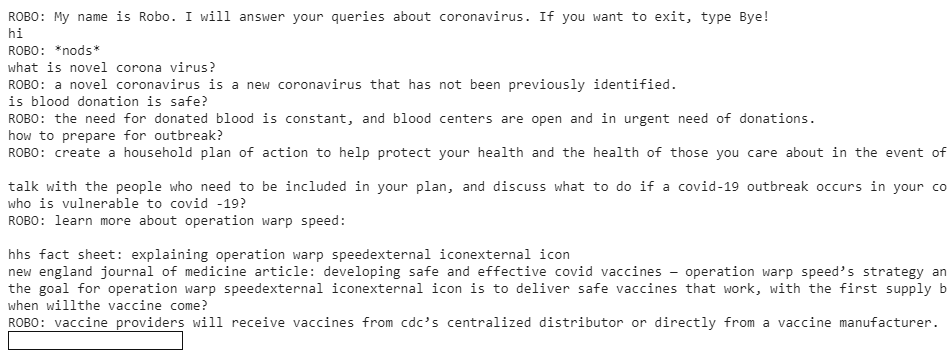 ROBO: My name is Robo. I will answer your queries about coronavirus. If you want to exit, type Bye!
hi
ROBO: *nods*
what is novel corona virus?
ROBO: a novel coronavirus is a new coronavirus that has not been previously identified.
is blood donation is safe?
ROBO: the need for donated blood is constant, and blood centers are open and in urgent need of donations.
how to prepare for outbreak?
ROBO: create a household plan of action to help protect your health and the health of those you care about in the event of
talk with the people who need to be included in your plan, and discuss what to do if a covid-19 outbreak occurs in your co
who is vulnerable to covid -19?
ROBO: learn more about operation warp speed:
hhs fact sheet: explaining operation warp speedexternal iconexternal icon
new england journal of medicine article: developing safe and effective covid vaccines – operation warp speed’s strategy an
the goal for operation warp speedexternal iconexternal icon is to deliver safe vaccines that work, with the first supply b
when willthe vaccine come?
ROBO: vaccine providers will receive vaccines from cdc’s centralized distributor or directly from a vaccine manufacturer.